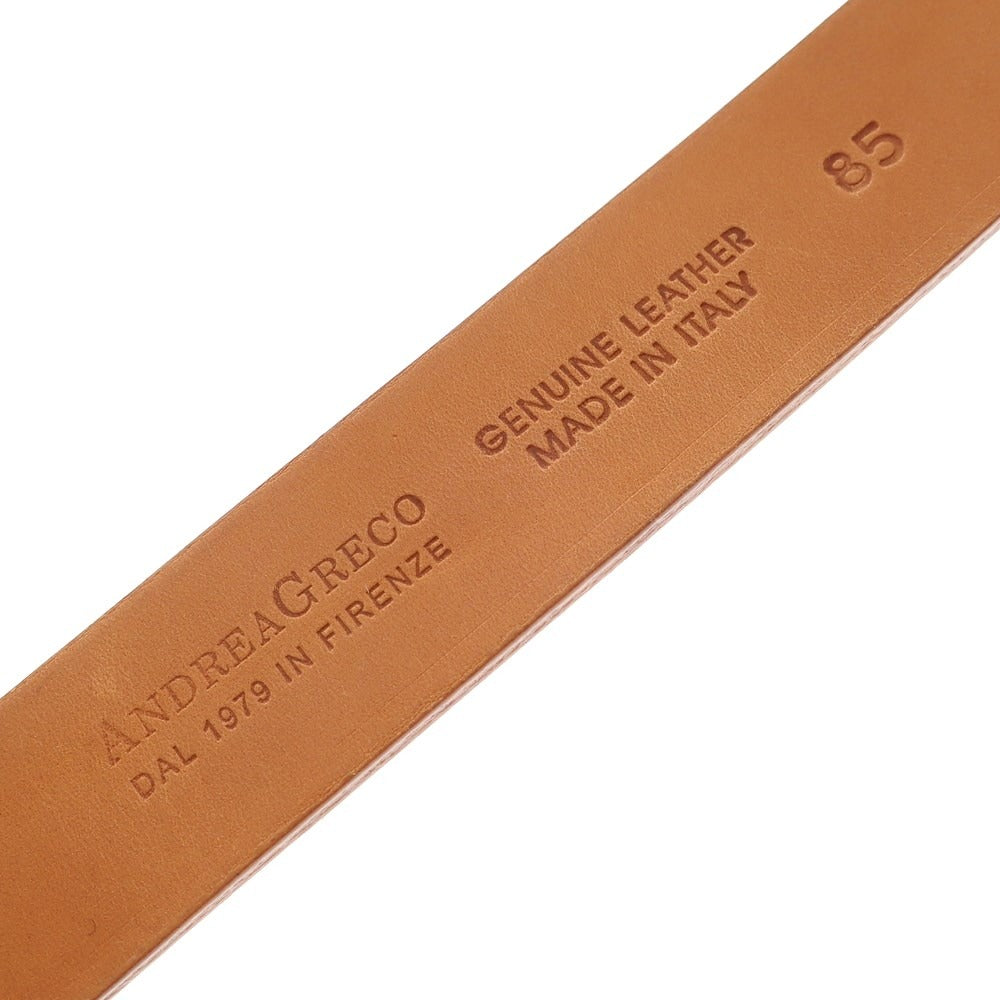 ANDREAGRECO
DAL 1979 IN FIRENZE
GENUINE LEATHER
MADE IN ITALY
85